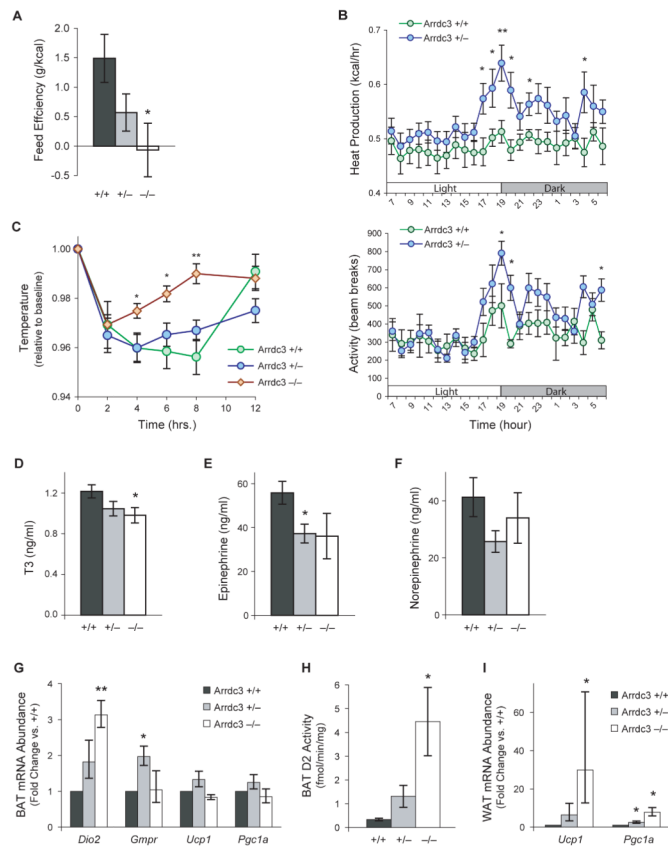 A
Feed Efficiency (g/kcal)
2.0
1.5
1.0
0.5
0.0
-0.5
*
+/+ +/– –/–
B
Arrdc3 +/+
Arrdc3 +/–
Heat Production (kcal/hr)
0.7
0.6
0.5
0.4
* * ** * * *
Light Dark
7 9 11 13 15 17 19 21 23 1 3 5
C
Temperature
(relative to baseline)
1.00
0.98
0.96
0.94
* * **
Arrdc3 +/+
Arrdc3 +/–
Arrdc3 –/–
0 2 4 6 8 12
Time (hrs.)
Arrdc3 +/+
Arrdc3 +/–
Activity (beam breaks)
900
800
700
600
500
400
300
200
100
0
* * *
Light Dark
7 9 11 13 15 17 19 21 23 1 3 5
Time (hour)
D
T3 (ng/ml)
1.2
0.8
0.4
0.0
*
+/+ +/– –/–
E
Epinephrine (ng/ml)
60
40
20
0
*
+/+ +/– –/–
F
Norepinephrine (ng/ml)
40
20
0
+/+ +/– –/–
G
BAT mRNA Abundance
(Fold Change vs. +/+)
4
3
2
1
0
** *
Arrdc3 +/+
Arrdc3 +/–
Arrdc3 –/–
Dio2 Gmpr Ucp1 Pgc1a
H
BAT D2 Activity
(fmol/min/mg)
6
5
4
3
2
1
0
*
+/+ +/– –/–
I
WAT mRNA Abundance
(Fold Change vs. +/+)
80
60
40
20
0
* * *
Arrdc3 +/+
Arrdc3 +/–
Arrdc3 –/–
Ucp1 Pgc1a